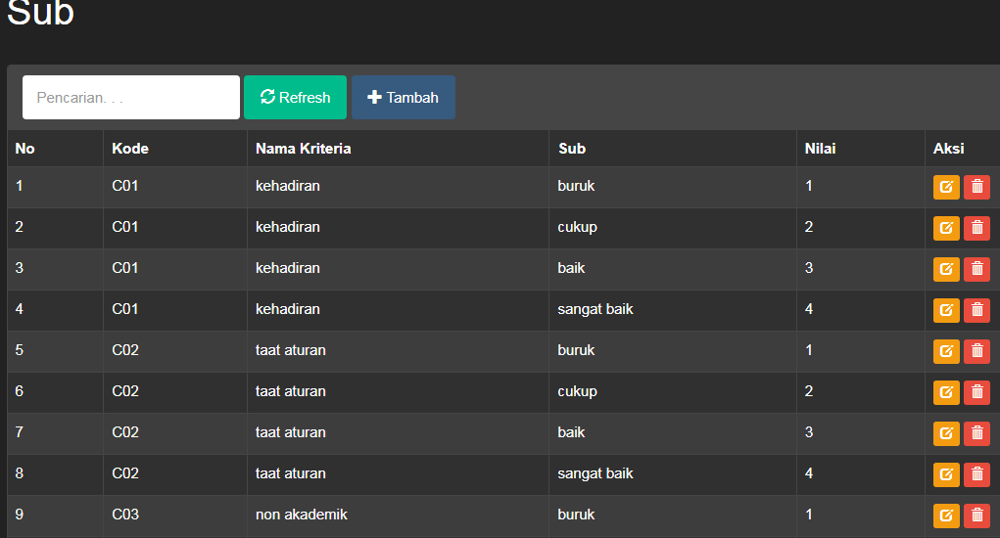 Sub
Pencarian. . .
Refresh
Tambah
No Kode Nama Kriteria Sub Nilai Aksi
1 C01 kehadiran buruk 1
2 C01 kehadiran cukup 2
3 C01 kehadiran baik 3
4 C01 kehadiran sangat baik 4
5 C02 taat aturan buruk 1
6 C02 taat aturan cukup 2
7 C02 taat aturan baik 3
8 C02 taat aturan sangat baik 4
9 C03 non akademik buruk 1